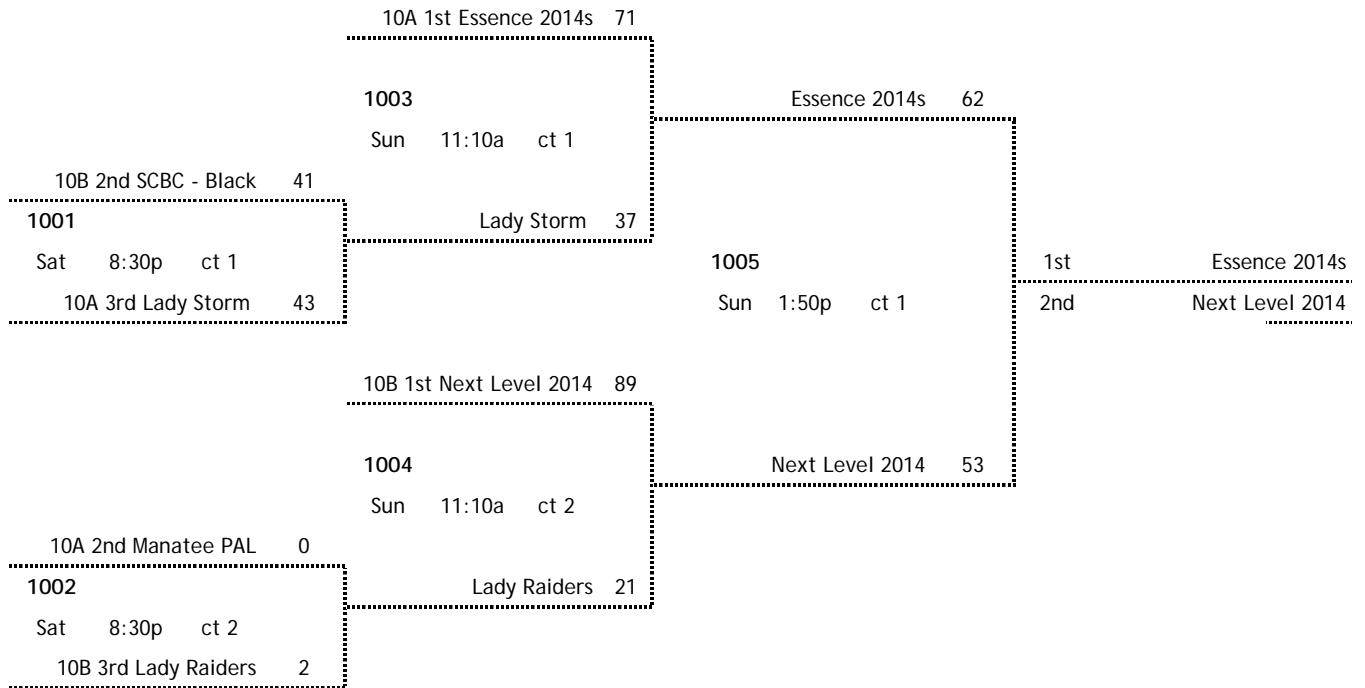 10A 1st Essence 2014s 71
1003
Essence 2014s 62
Sun 11:10a ct 1
10B 2nd SCBC - Black 41
1001
Lady Storm 37
Sat 8:30p ct 1
1005
1st Essence 2014s
10A 3rd Lady Storm 43
Sun 1:50p ct 1
2nd Next Level 2014
10B 1st Next Level 2014 89
1004
Next Level 2014 53
Sun 11:10a ct 2
10A 2nd Manatee PAL 0
1002
Lady Raiders 21
Sat 8:30p ct 2
10B 3rd Lady Raiders 2